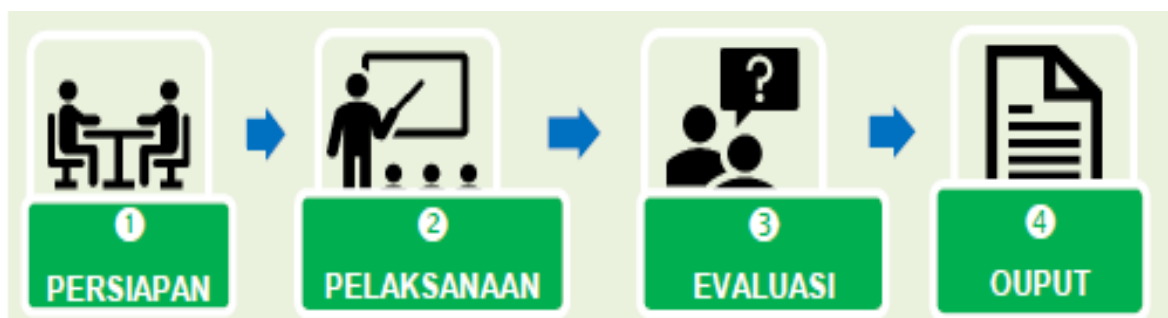 1
PERSIAPAN
2
PELAKSANAAN
?
3
EVALUASI
4
OUPUT